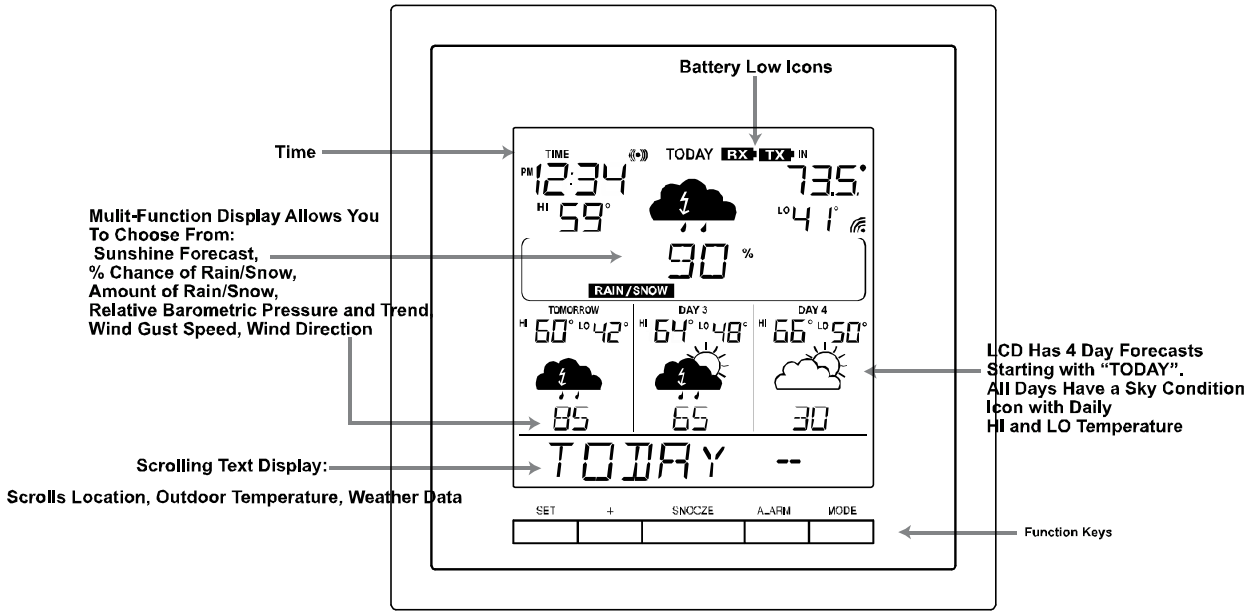 Battery Low Icons
Time
TIME
TODAY RX TX IN
PM 12:34
73.5°
HI 59°
LO 41°
Mulit-Function Display Allows You
To Choose From:
Sunshine Forecast,
% Chance of Rain/Snow,
Amount of Rain/Snow,
Relative Barometric Pressure and Trend,
Wind Gust Speed, Wind Direction
90 %
RAIN/SNOW
TOMORROW
HI 60° LO 42°
85
DAY 3
HI 64° LO 48°
65
DAY 4
HI 66° LO 50°
30
LCD Has 4 Day Forecasts
Starting with “TODAY”.
All Days Have a Sky Condition
Icon with Daily
HI and LO Temperature
Scrolling Text Display:
Scrolls Location, Outdoor Temperature, Weather Data
TODAY --
SET + SNOOZE ALARM MODE
Function Keys